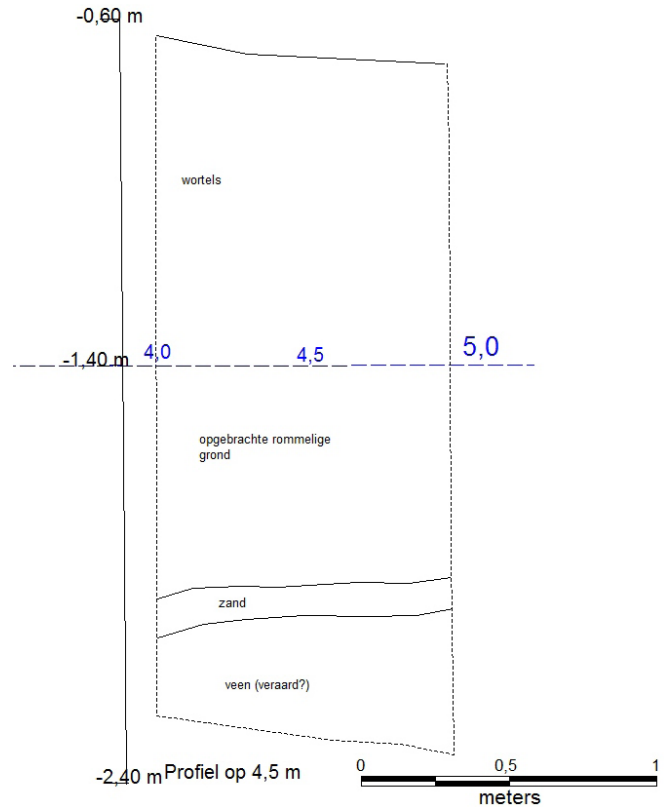 -0,60 m
wortels
-1,40 m 4,0 4,5 5,0
opgebrachte rommelige
grond
zand
veen (veraard?)
-2,40 m Profiel op 4,5 m
0 0,5 1
meters